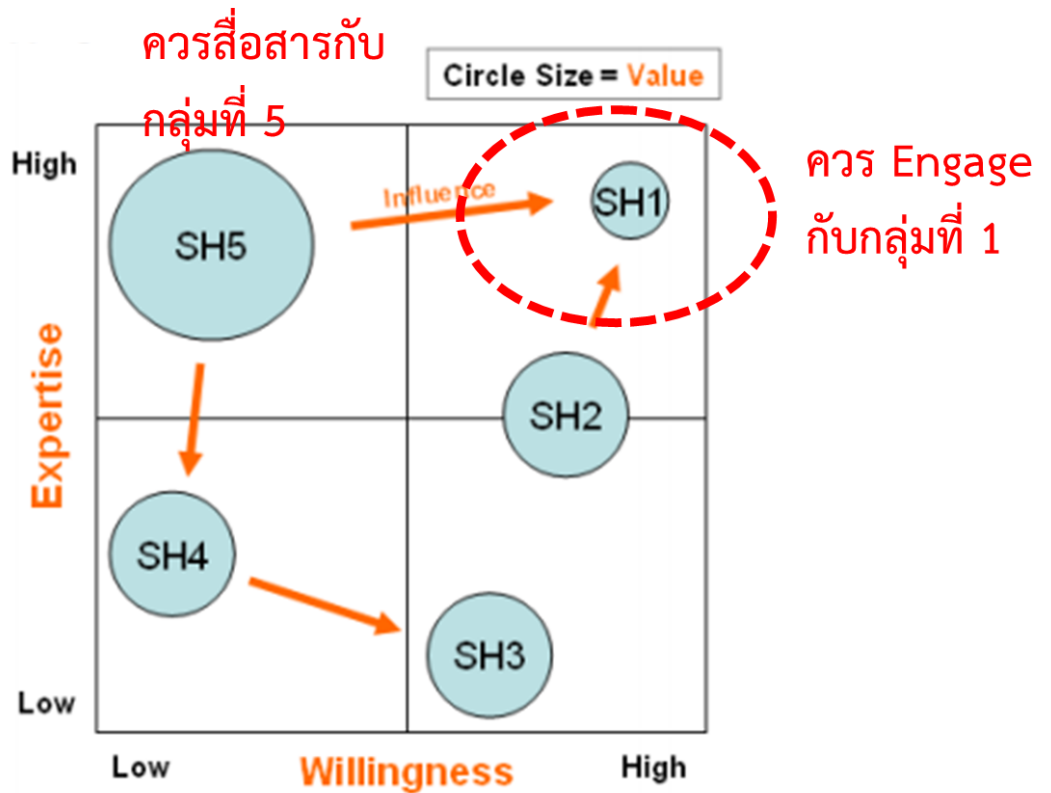 ควรสื่อสารกับ
กลุ่มที่ 5
Circle Size = Value
High
Influence
SH1
ควร Engage
กับกลุ่มที่ 1
SH5
Expertise
SH2
SH4
SH3
Low
Low
Willingness
High